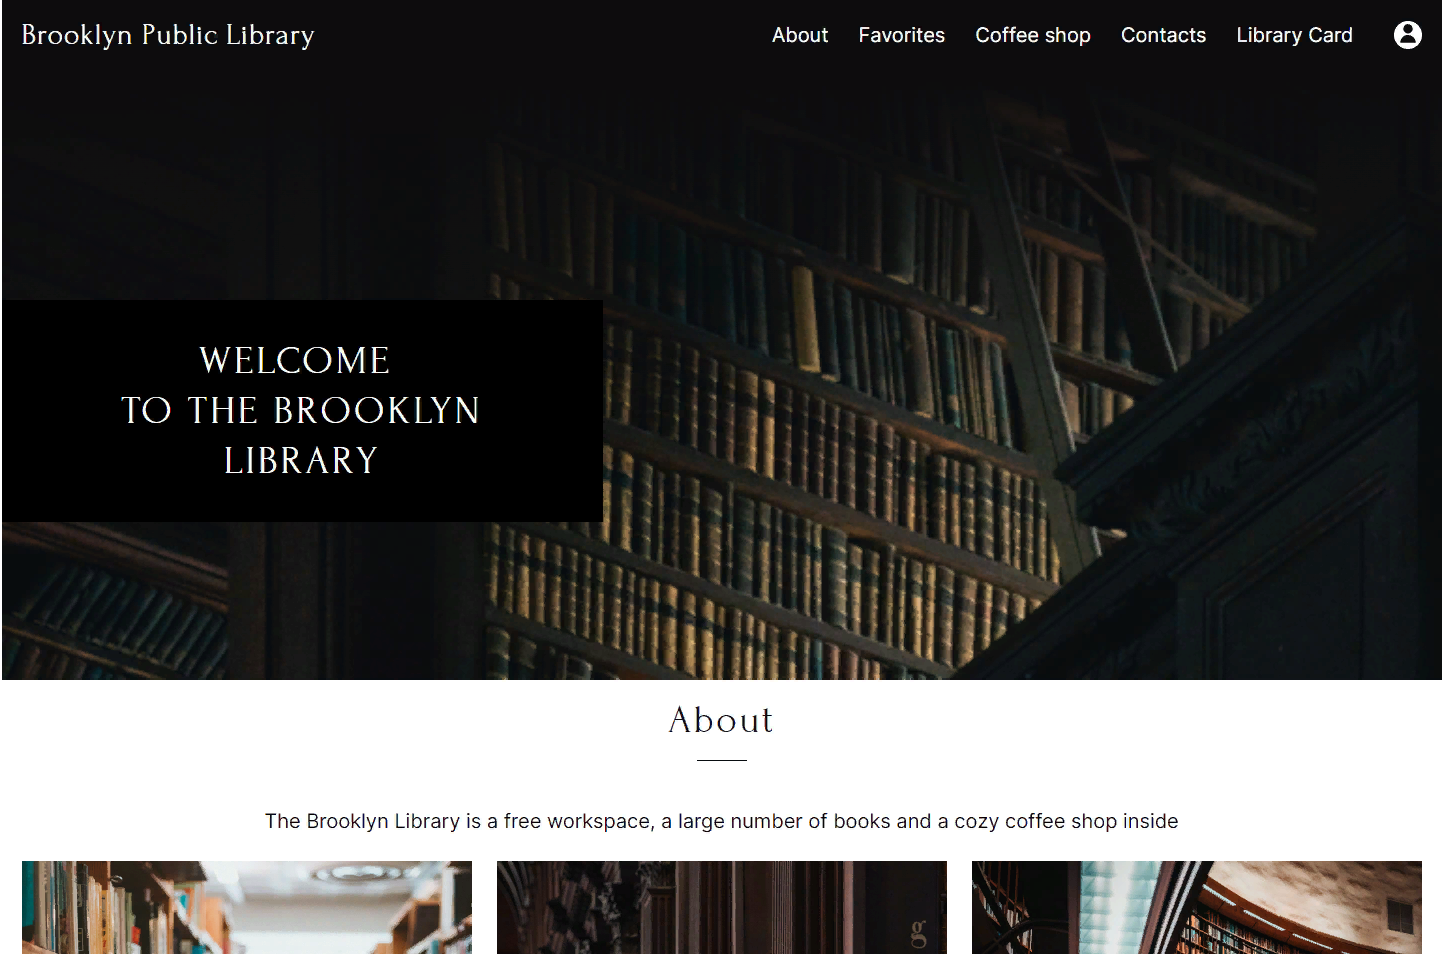 Brooklyn Public Library
About Favorites Coffee shop Contacts Library Card
WELCOME
TO THE BROOKLYN
LIBRARY
About
The Brooklyn Library is a free workspace, a large number of books and a cozy coffee shop inside